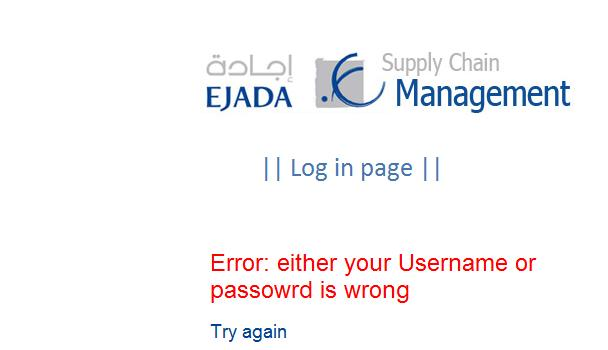 إجادة
EJADA
Supply Chain
Management
|| Log in page ||
Error: either your Username or
passowrd is wrong
Try again